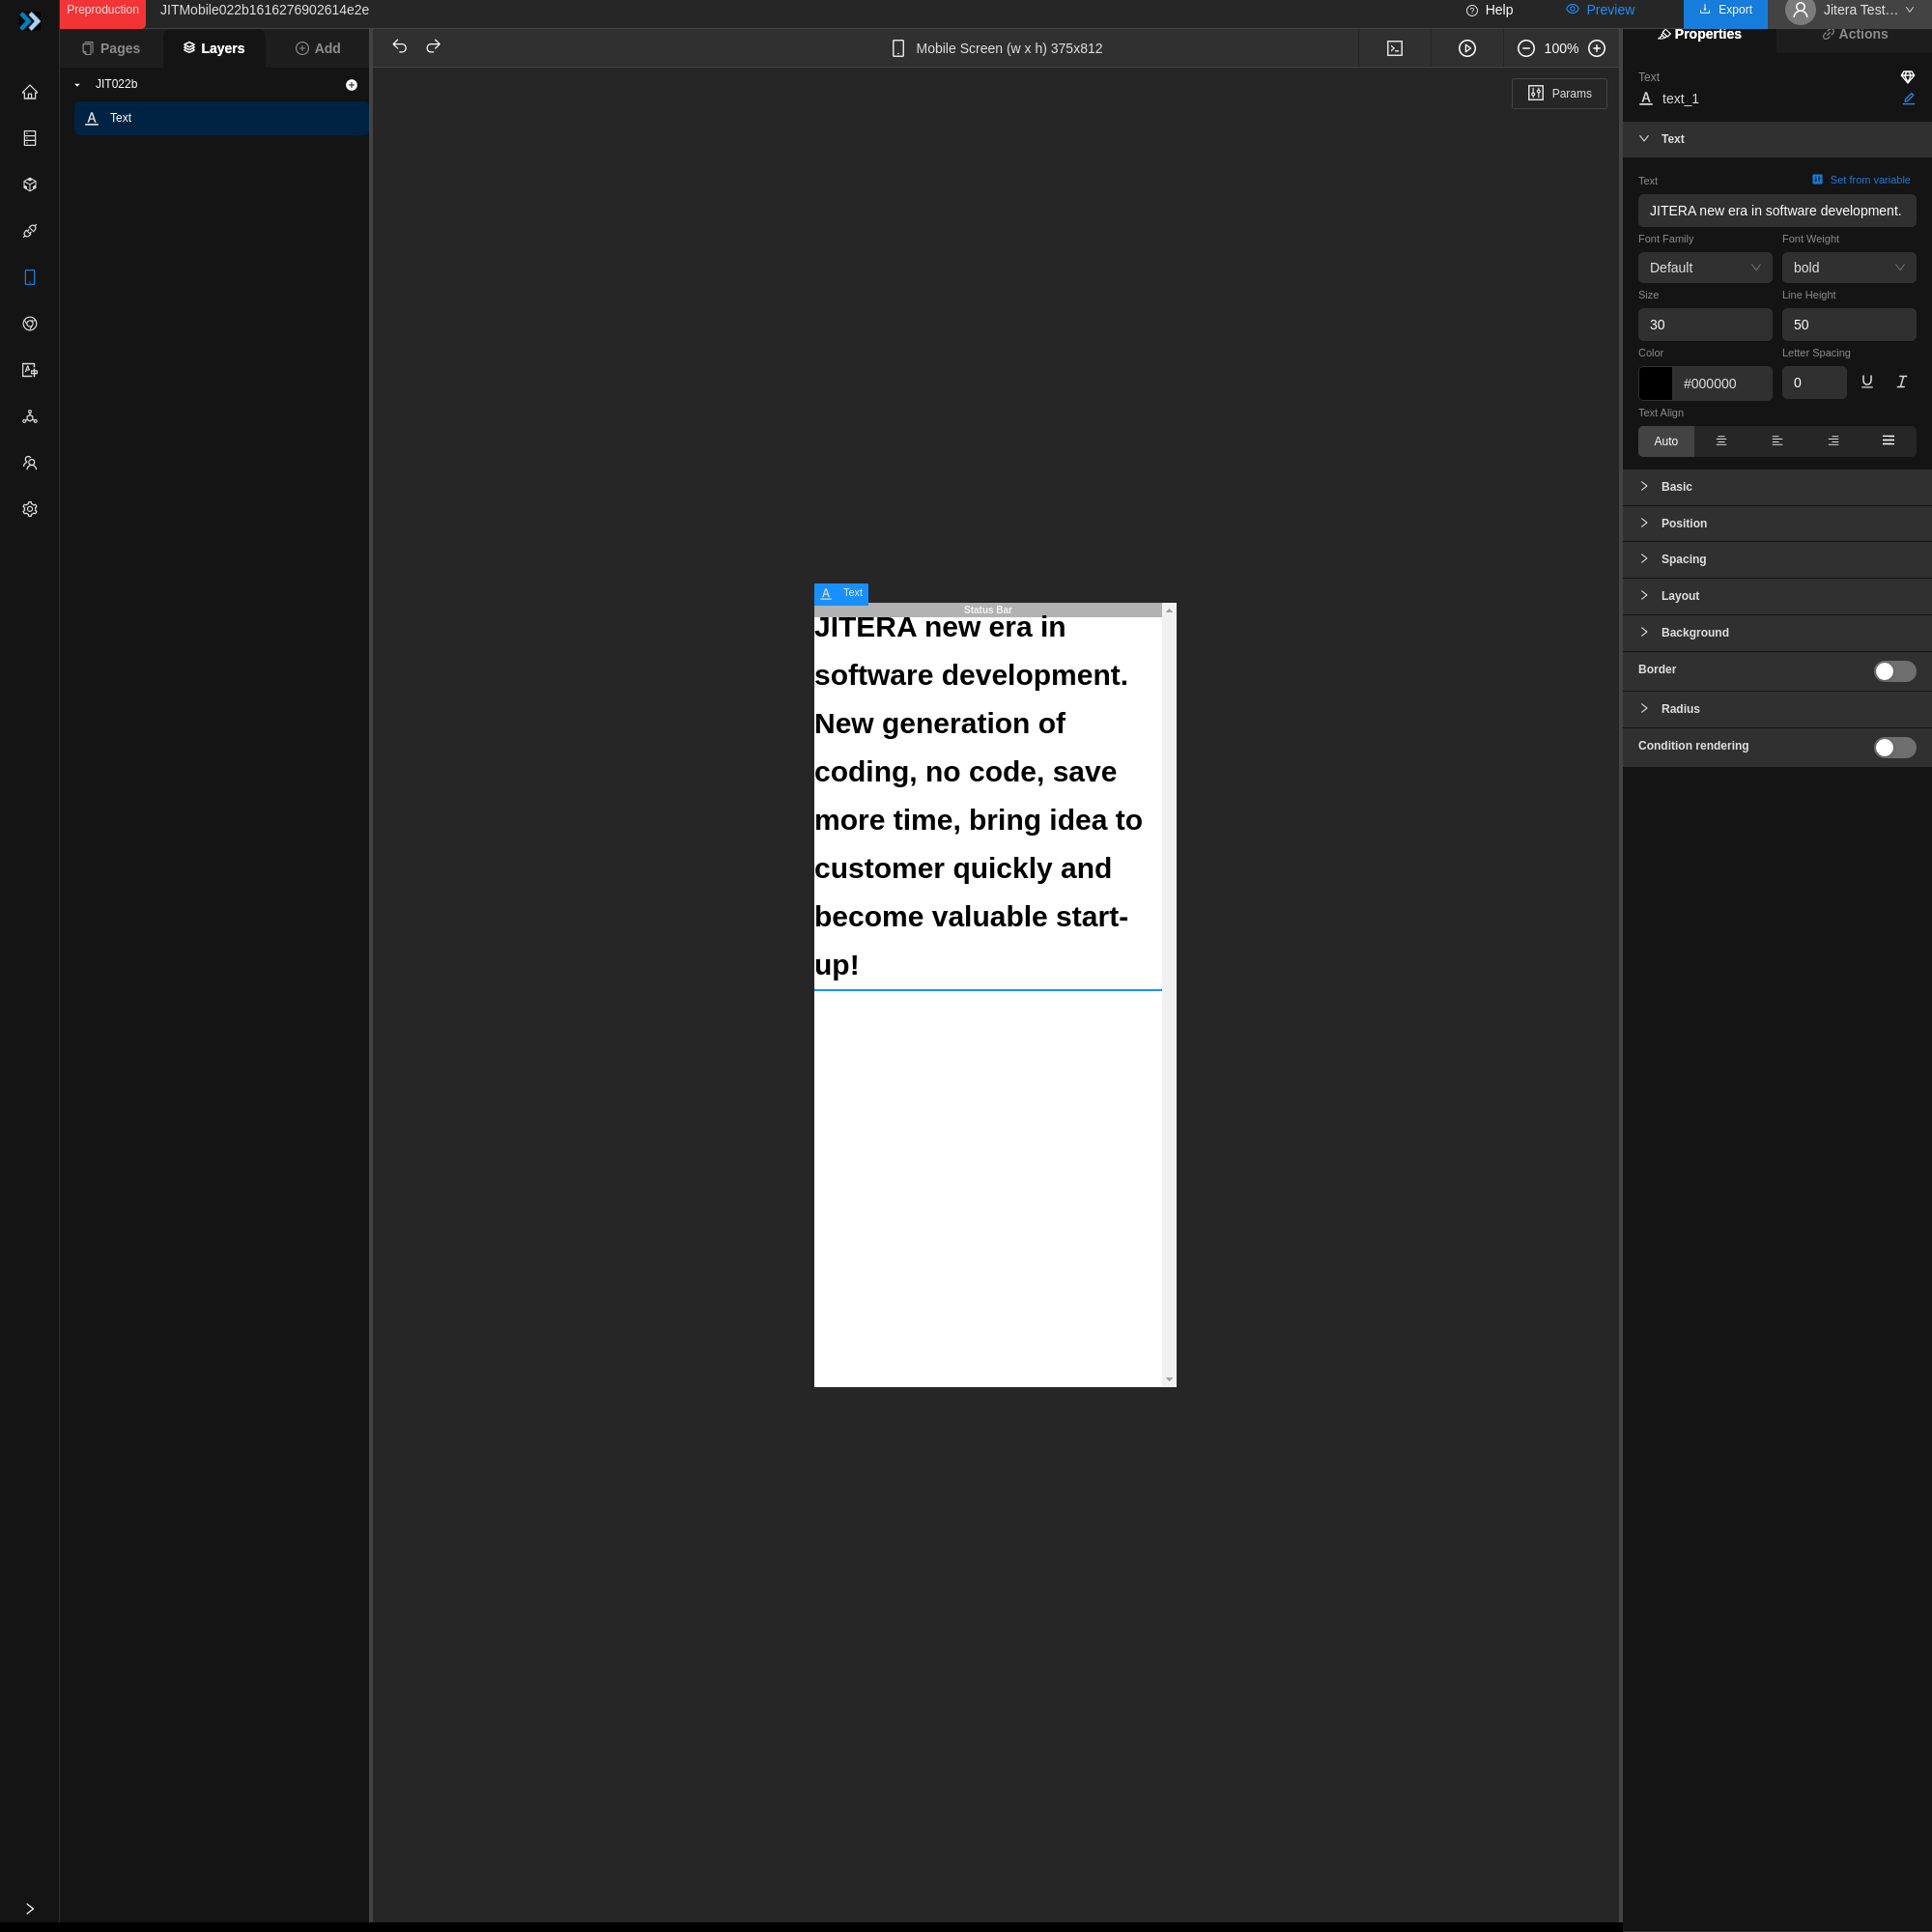 Preproduction
JITMobile022b1616276902614e2e
Help
Preview
Export
Jitera Test...
Pages
Layers
Add
Mobile Screen (w x h) 375x812
100%
Properties
Actions
JIT022b
Text
Params
Status Bar
Text
JITERA new era in
software development.
New generation of
coding, no code, save
more time, bring idea to
customer quickly and
become valuable start-
up!
Text
text_1
Text
Text
Set from variable
JITERA new era in software development.
Font Family
Font Weight
Default
bold
Size
Line Height
30
50
Color
Letter Spacing
#000000
0
Text Align
Auto
Basic
Position
Spacing
Layout
Background
Border
Radius
Condition rendering